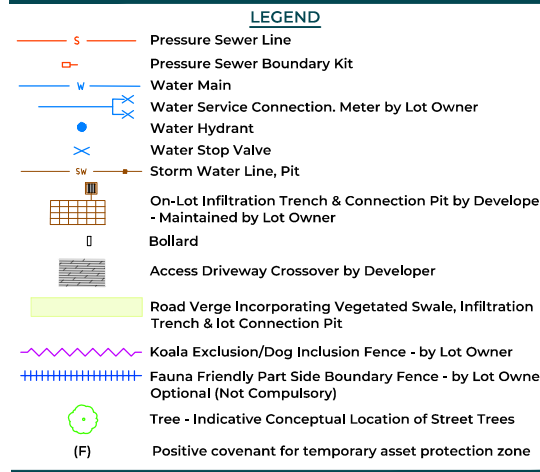 LEGEND
S Pressure Sewer Line
Pressure Sewer Boundary Kit
W Water Main
Water Service Connection. Meter by Lot Owner
Water Hydrant
Water Stop Valve
SW Storm Water Line, Pit
On-Lot Infiltration Trench & Connection Pit by Develope
- Maintained by Lot Owner
Bollard
Access Driveway Crossover by Developer
Road Verge Incorporating Vegetated Swale, Infiltration
Trench & lot Connection Pit
Koala Exclusion/Dog Inclusion Fence - by Lot Owner
Fauna Friendly Part Side Boundary Fence - by Lot Owne
Optional (Not Compulsory)
Tree - Indicative Conceptual Location of Street Trees
(F) Positive covenant for temporary asset protection zone